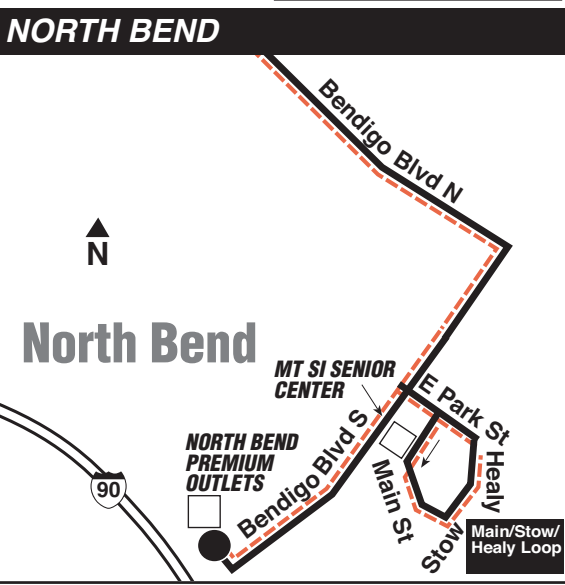 NORTH BEND
Bendigo Blvd N
N
North Bend
MT SI SENIOR
CENTER
E Park St
NORTH BEND
PREMIUM
OUTLETS
Bendigo Blvd S
Main St
Healy
90
Stow
Main/Stow/
Healy Loop